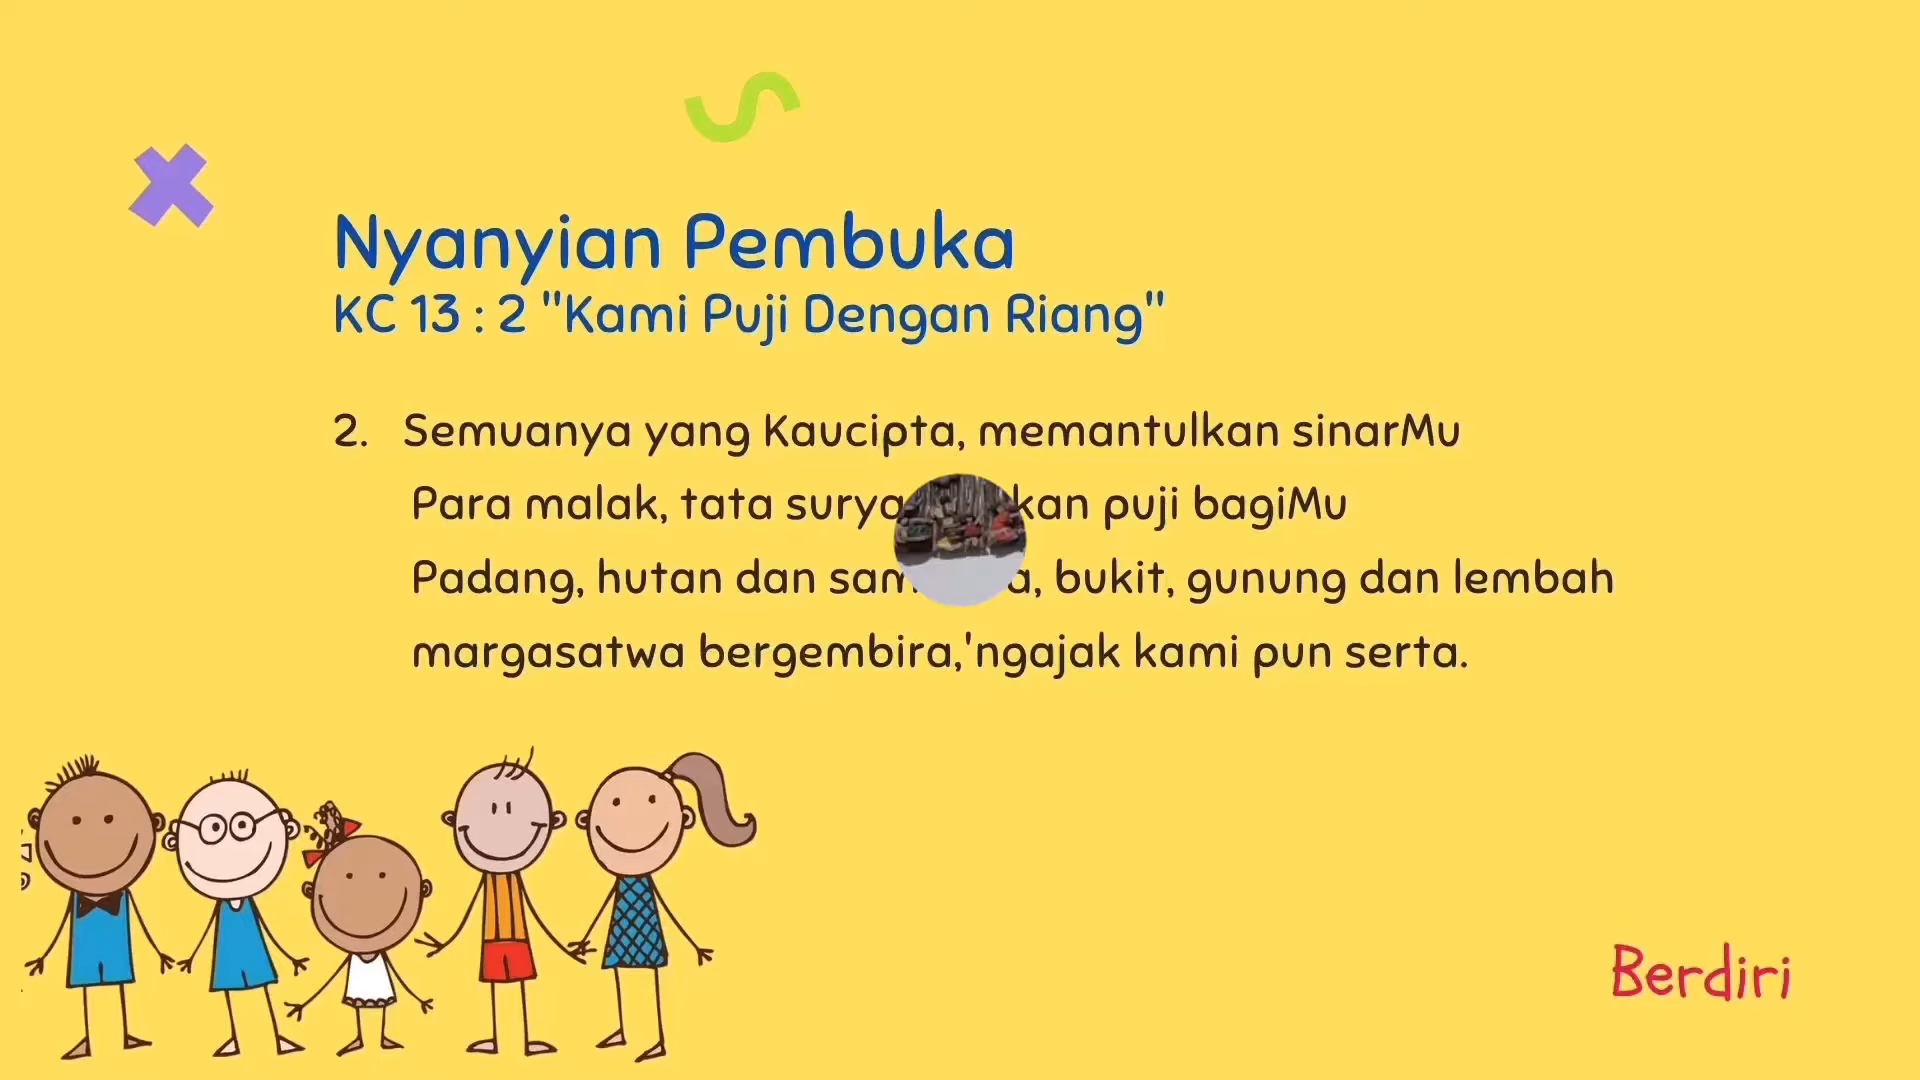 Nyanyian Pembuka
KC 13 : 2 "Kami Puji Dengan Riang"
2. Semuanya yang Kaucipta, memantulkan sinarMu
Para malak, tata surya puji bagiMu
Padang, hutan dan bukit, gunung dan lembah
margasatwa bergembira,'ngajak kami pun serta.
Berdiri